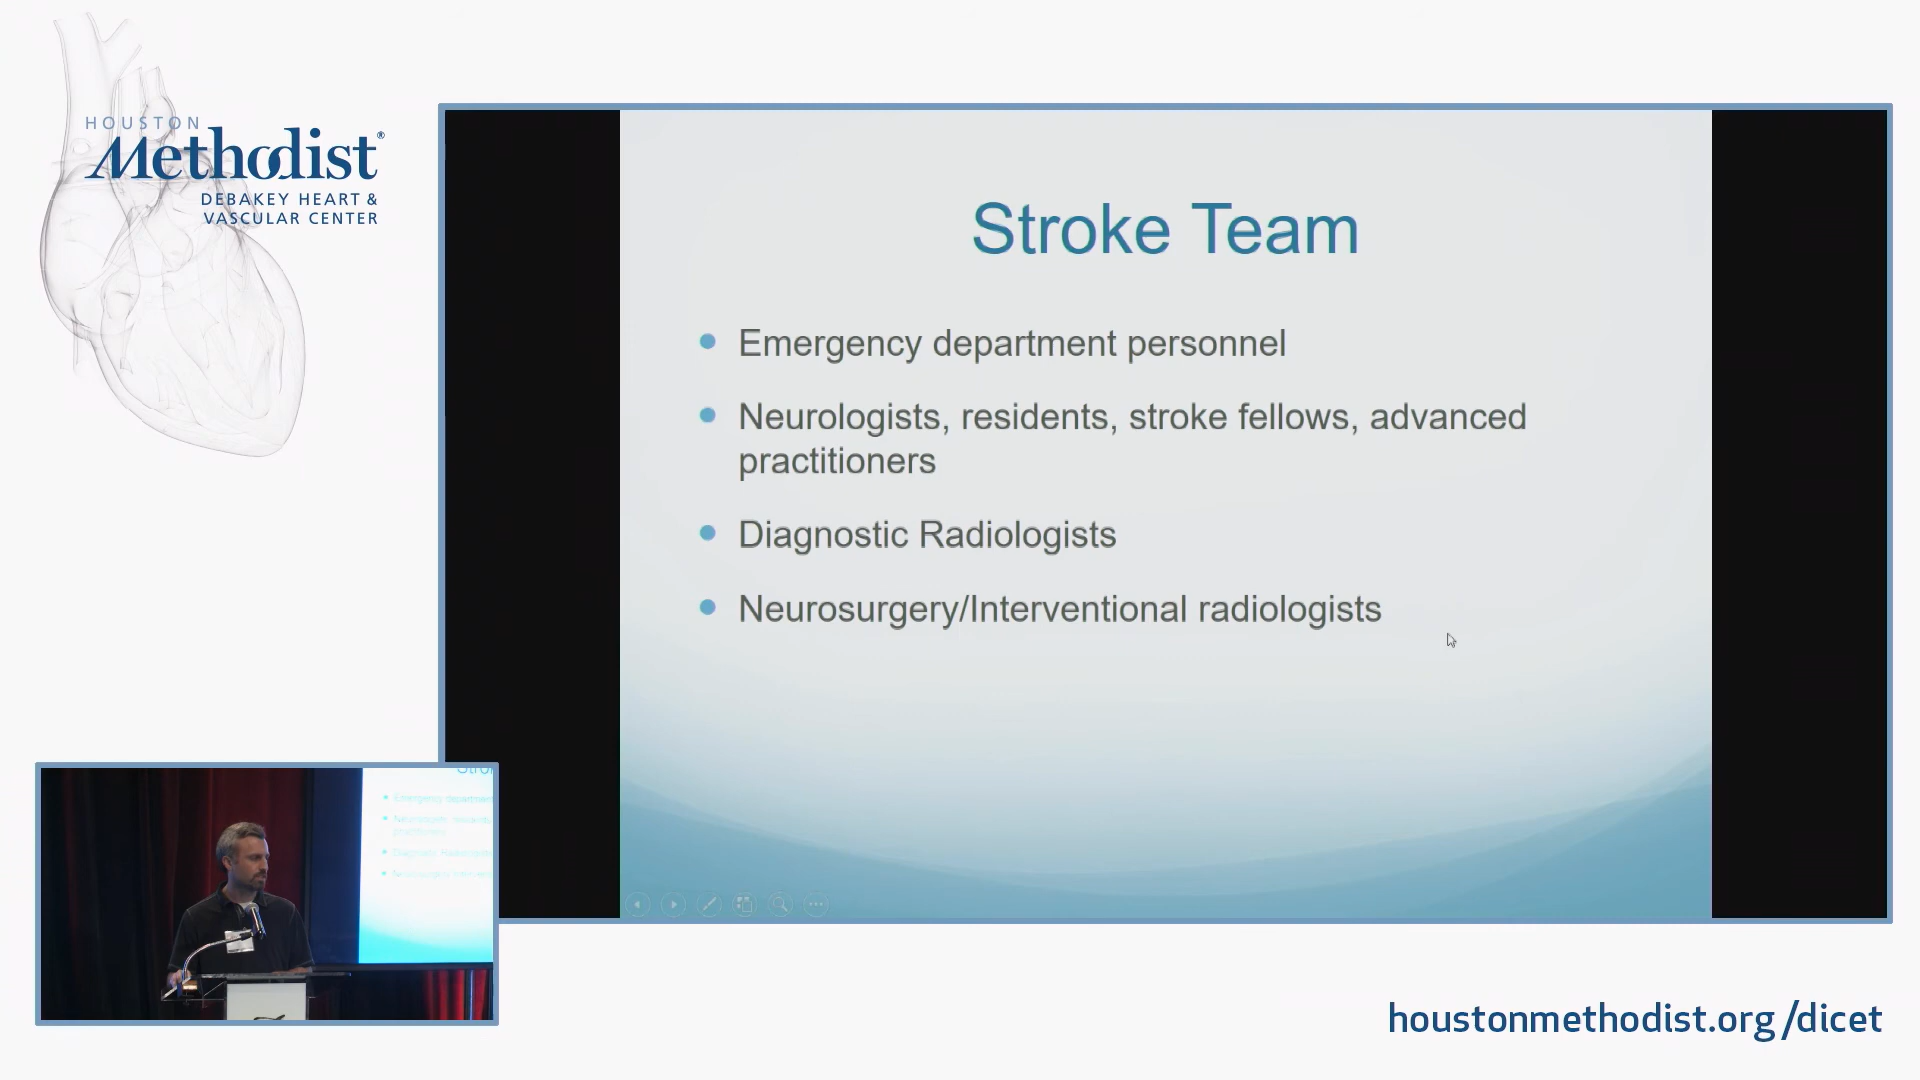 HOUSTON
Methodist®
DEBAKEY HEART &
VASCULAR CENTER
Stroke Team
Emergency department personnel
Neurologists, residents, stroke fellows, advanced
practitioners
Diagnostic Radiologists
Neurosurgery/Interventional radiologists
houstonmethodist.org/dicet